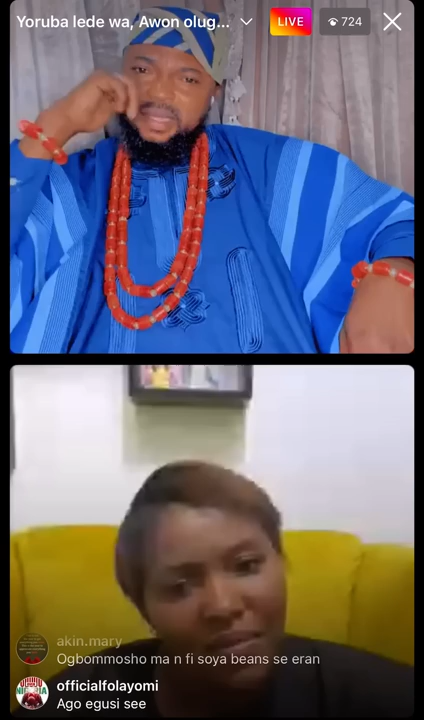 Yoruba lede wa, Awon olug...
LIVE
724
akin.mary
Ogbommosho ma n fi soya beans se eran
officialfolayomi
Ago egusi see